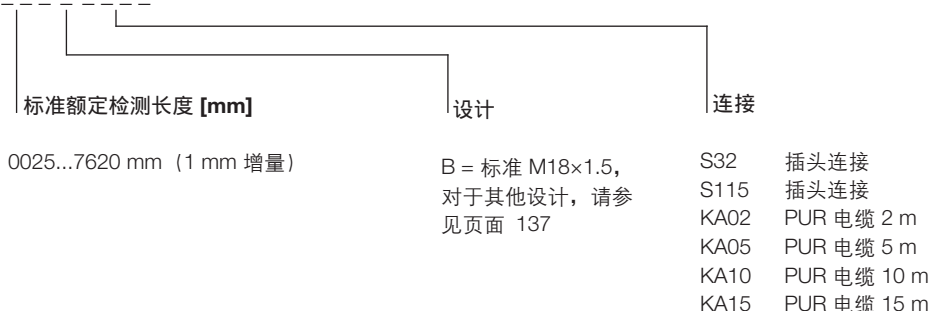 标准额定检测长度 [mm]
0025...7620 mm（1 mm 增量）
设计
B = 标准 M18×1.5，
对于其他设计，请参
见页面 137
连接
S32 插头连接
S115 插头连接
KA02 PUR 电缆 2 m
KA05 PUR 电缆 5 m
KA10 PUR 电缆 10 m
KA15 PUR 电缆 15 m